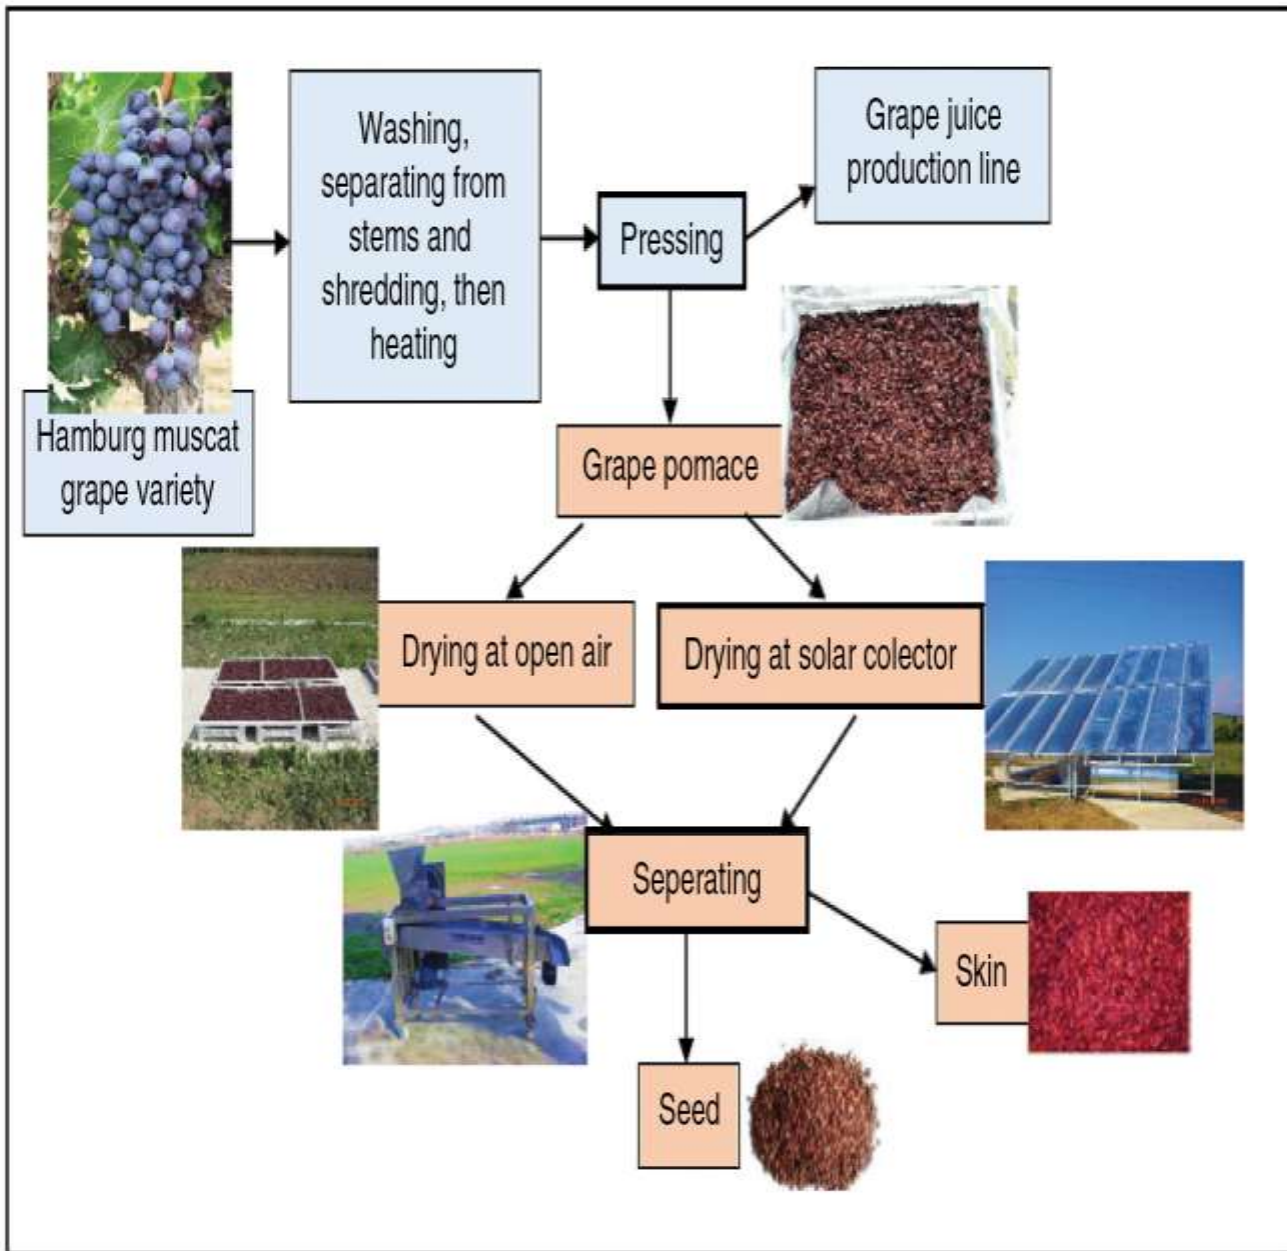 Hamburg muscat
grape variety
Washing,
separating from
stems and
shredding, then
heating
Pressing
Grape juice
production line
Grape pomace
Drying at open air
Drying at solar colector
Seperating
Skin
Seed